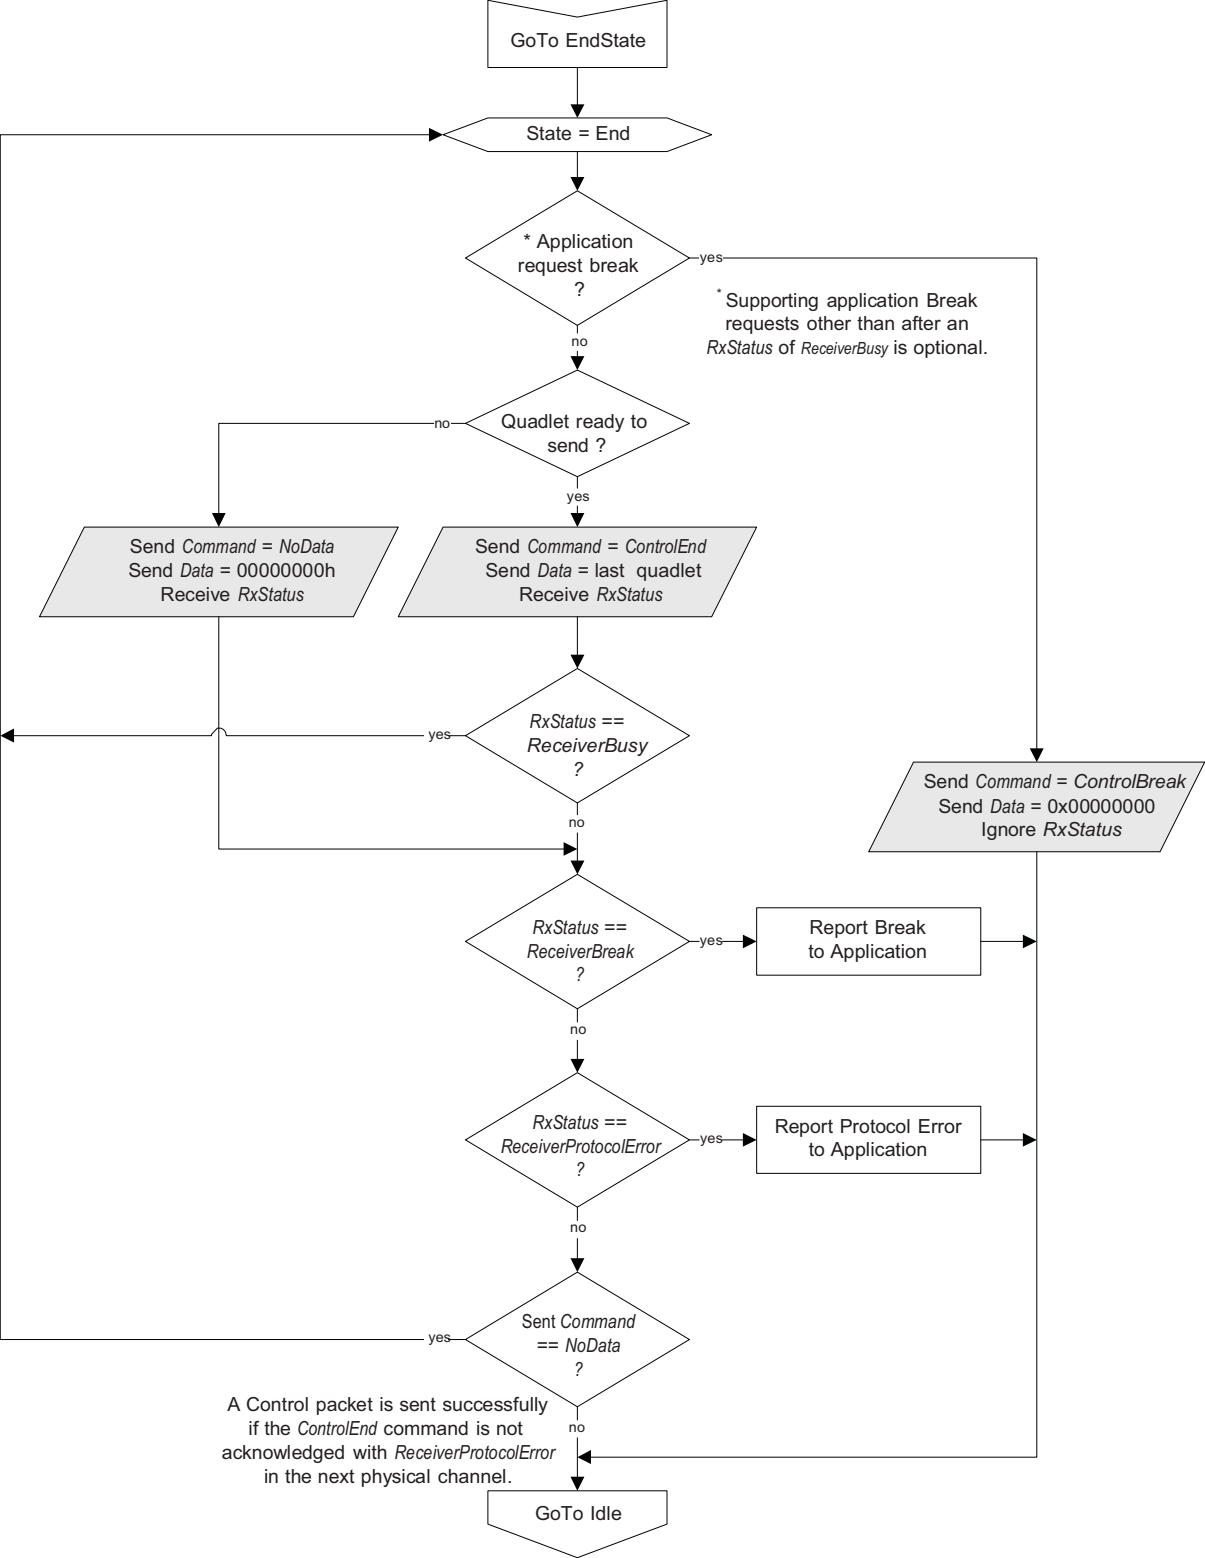 GoTo EndState
State = End
* Application
request break
?
yes
* Supporting application Break
requests other than after an
RxStatus of ReceiverBusy is optional.
no
Quadlet ready to
send ?
no
yes
Send Command = NoData
Send Data = 00000000h
Receive RxStatus
Send Command = ControlEnd
Send Data = last quadlet
Receive RxStatus
RxStatus ==
ReceiverBusy
?
yes
no
Send Command = ControlBreak
Send Data = 0x00000000
Ignore RxStatus
RxStatus ==
ReceiverBreak
?
yes
Report Break
to Application
no
RxStatus ==
ReceiverProtocolError
?
yes
Report Protocol Error
to Application
no
Sent Command
== NoData
?
yes
no
A Control packet is sent successfully
if the ControlEnd command is not
acknowledged with ReceiverProtocolError
in the next physical channel.
GoTo Idle